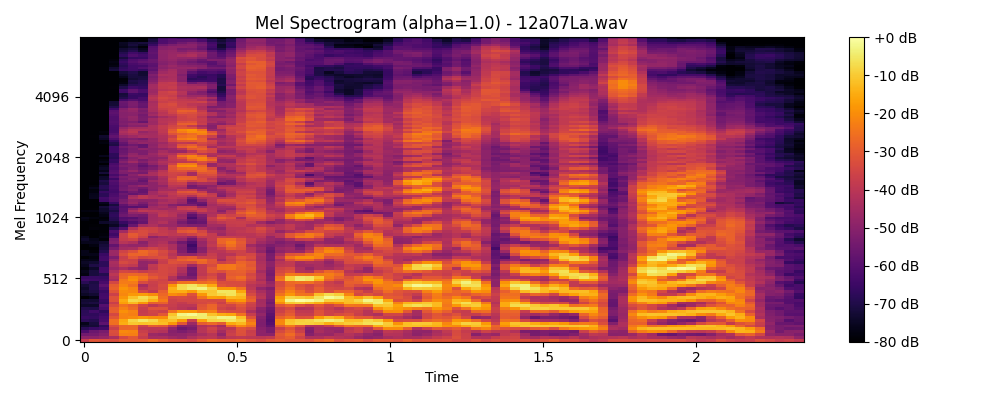 Mel Spectrogram (alpha=1.0) - 12a07La.wav
Mel Frequency
4096
2048
1024
512
0
0
0.5
1
1.5
2
Time
+0 dB
-10 dB
-20 dB
-30 dB
-40 dB
-50 dB
-60 dB
-70 dB
-80 dB